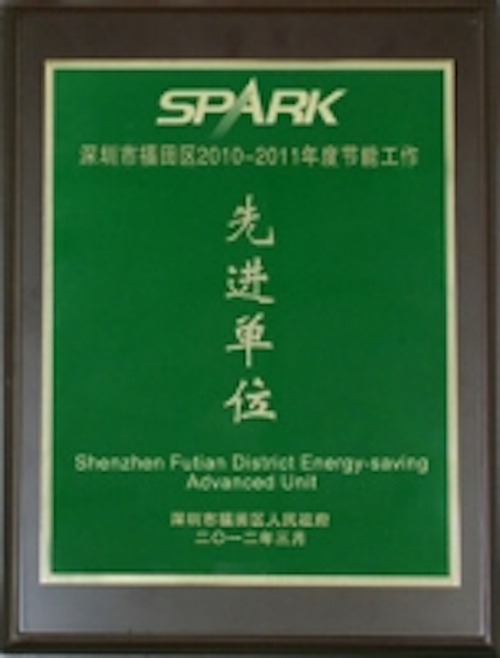 SPARK
深圳市福田区2010-2011年度节能工作
先进单位
Shenzhen Futian District Energy-saving
Advanced Unit
深圳市福田区人民政府
二〇一二年三月